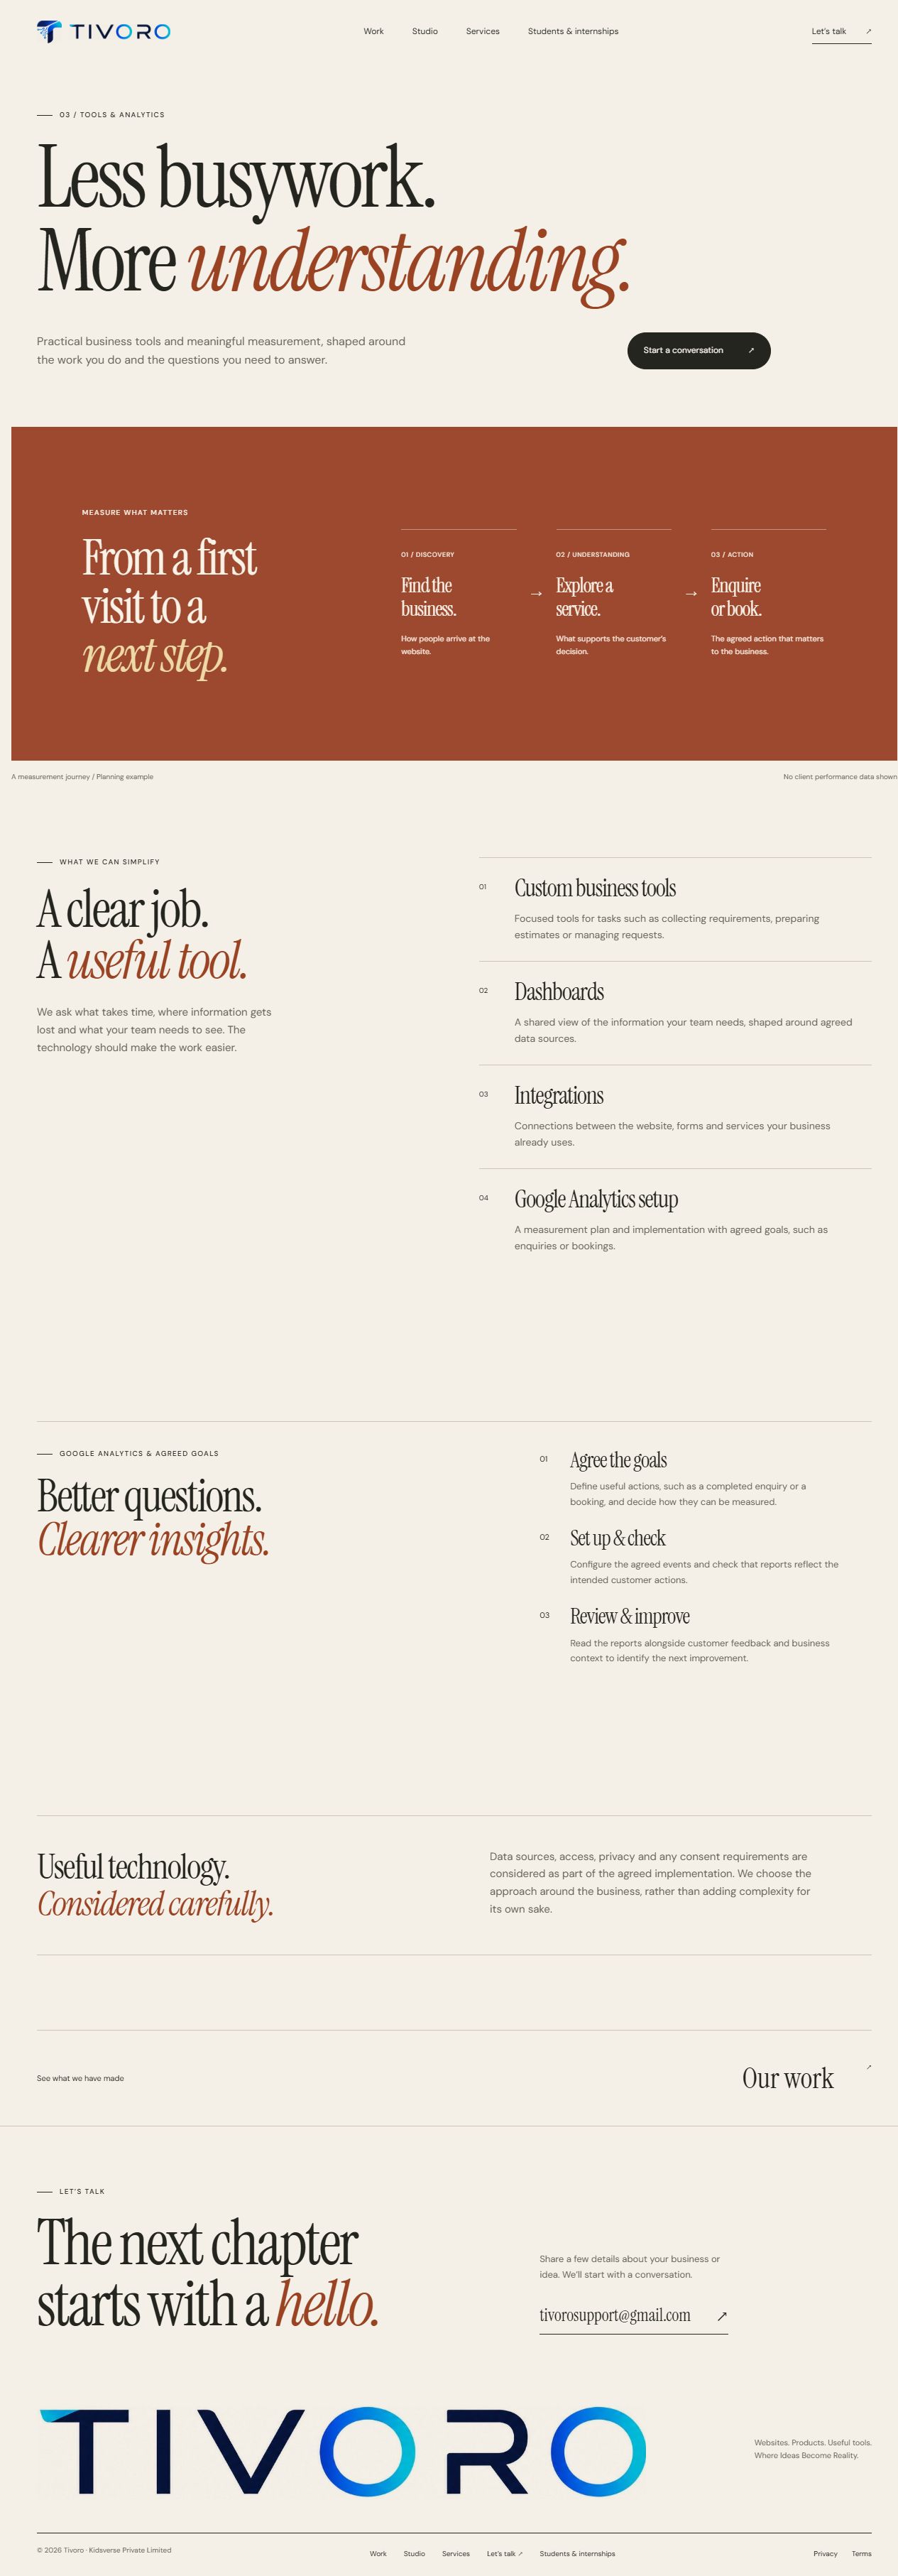 TIVORO
Work Studio Services Students & internships
Let's talk ↗
03 / TOOLS & ANALYTICS
Less busywork.
More understanding.
Practical business tools and meaningful measurement, shaped around
the work you do and the questions you need to answer.
Start a conversation ↗
MEASURE WHAT MATTERS
From a first
visit to a
next step.
01 / DISCOVERY
Find the
business.
How people arrive at the
website.
→
02 / UNDERSTANDING
Explore a
service.
What supports the customer's
decision.
→
03 / ACTION
Enquire
or book.
The agreed action that matters
to the business.
A measurement journey / Planning example
No client performance data shown
WHAT WE CAN SIMPLIFY
A clear job.
A useful tool.
We ask what takes time, where information gets
lost and what your team needs to see. The
technology should make the work easier.
01
Custom business tools
Focused tools for tasks such as collecting requirements, preparing
estimates or managing requests.
02
Dashboards
A shared view of the information your team needs, shaped around agreed
data sources.
03
Integrations
Connections between the website, forms and services your business
already uses.
04
Google Analytics setup
A measurement plan and implementation with agreed goals, such as
enquiries or bookings.
GOOGLE ANALYTICS & AGREED GOALS
Better questions.
Clearer insights.
01
Agree the goals
Define useful actions, such as a completed enquiry or a
booking, and decide how they can be measured.
02
Set up & check
Configure the agreed events and check that reports reflect the
intended customer actions.
03
Review & improve
Read the reports alongside customer feedback and business
context to identify the next improvement.
Useful technology.
Considered carefully.
Data sources, access, privacy and any consent requirements are
considered as part of the agreed implementation. We choose the
approach around the business, rather than adding complexity for
its own sake.
See what we have made
Our work ↗
LET'S TALK
The next chapter
starts with a hello.
Share a few details about your business or
idea. We'll start with a conversation.
tivorosupport@gmail.com ↗
TIVORO
Websites. Products. Useful tools.
Where Ideas Become Reality.
© 2026 Tivoro · Kidsverse Private Limited
Work Studio Services Let's talk ↗ Students & internships
Privacy Terms